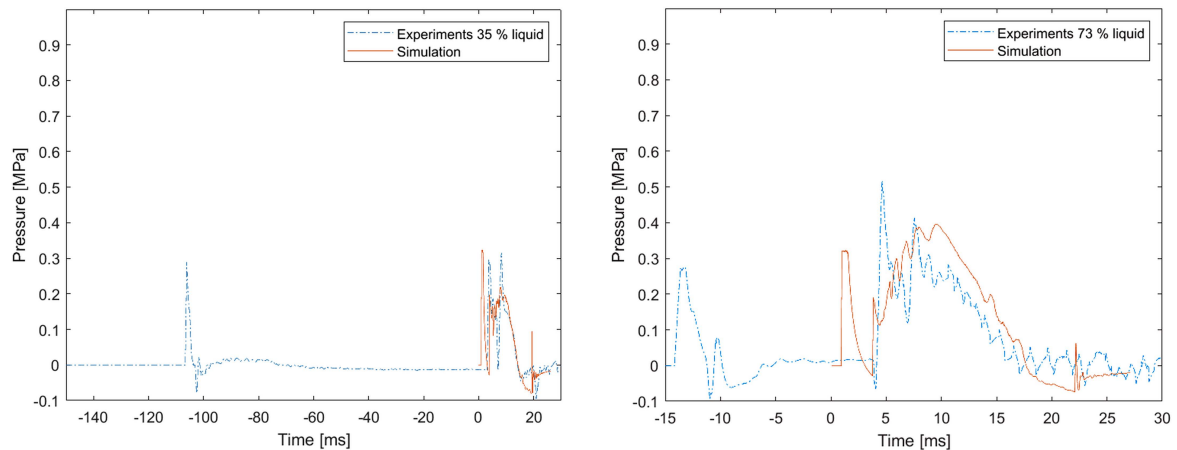 Experiments 35 % liquid
Simulation
0.9
0.8
0.7
0.6
0.5
0.4
0.3
0.2
0.1
0
-0.1
Pressure [MPa]
-140 -120 -100 -80 -60 -40 -20 0 20
Time [ms]
Experiments 73 % liquid
Simulation
0.9
0.8
0.7
0.6
0.5
0.4
0.3
0.2
0.1
0
-0.1
Pressure [MPa]
-15 -10 -5 0 5 10 15 20 25 30
Time [ms]